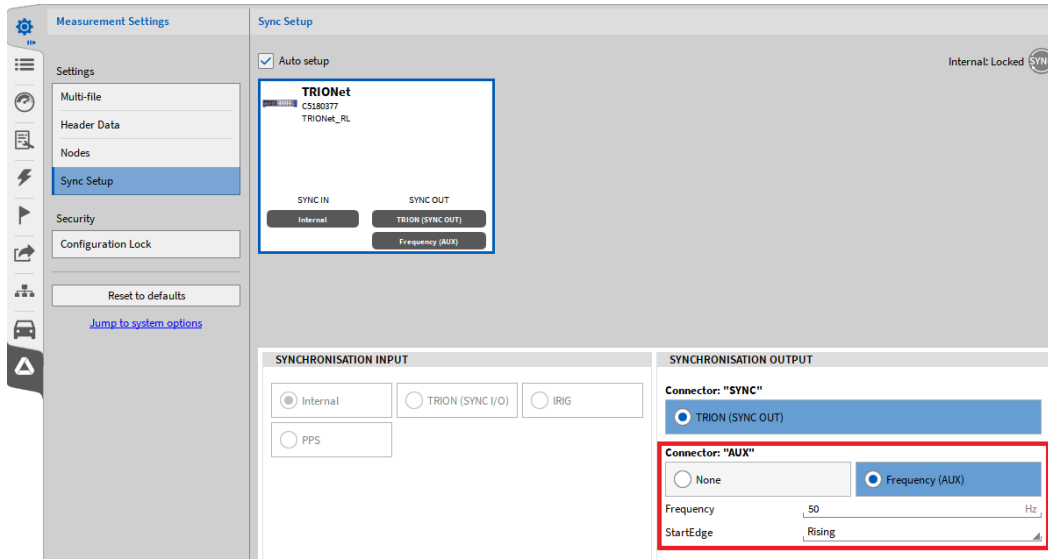 Measurement Settings
Settings
Multi-file
Header Data
Nodes
Sync Setup
Security
Configuration Lock
Reset to defaults
Jump to system options
Sync Setup
Auto setup
Internal: Locked
SYN
TRIONet
C5180377
TRIONet_RL
SYNC IN SYNC OUT
Internal TRION (SYNC OUT)
Frequency (AUX)
SYNCHRONISATION INPUT
Internal TRION (SYNC I/O) IRIG
PPS
SYNCHRONISATION OUTPUT
Connector: "SYNC"
TRION (SYNC OUT)
Connector: "AUX"
None Frequency (AUX)
Frequency 50 Hz
StartEdge Rising